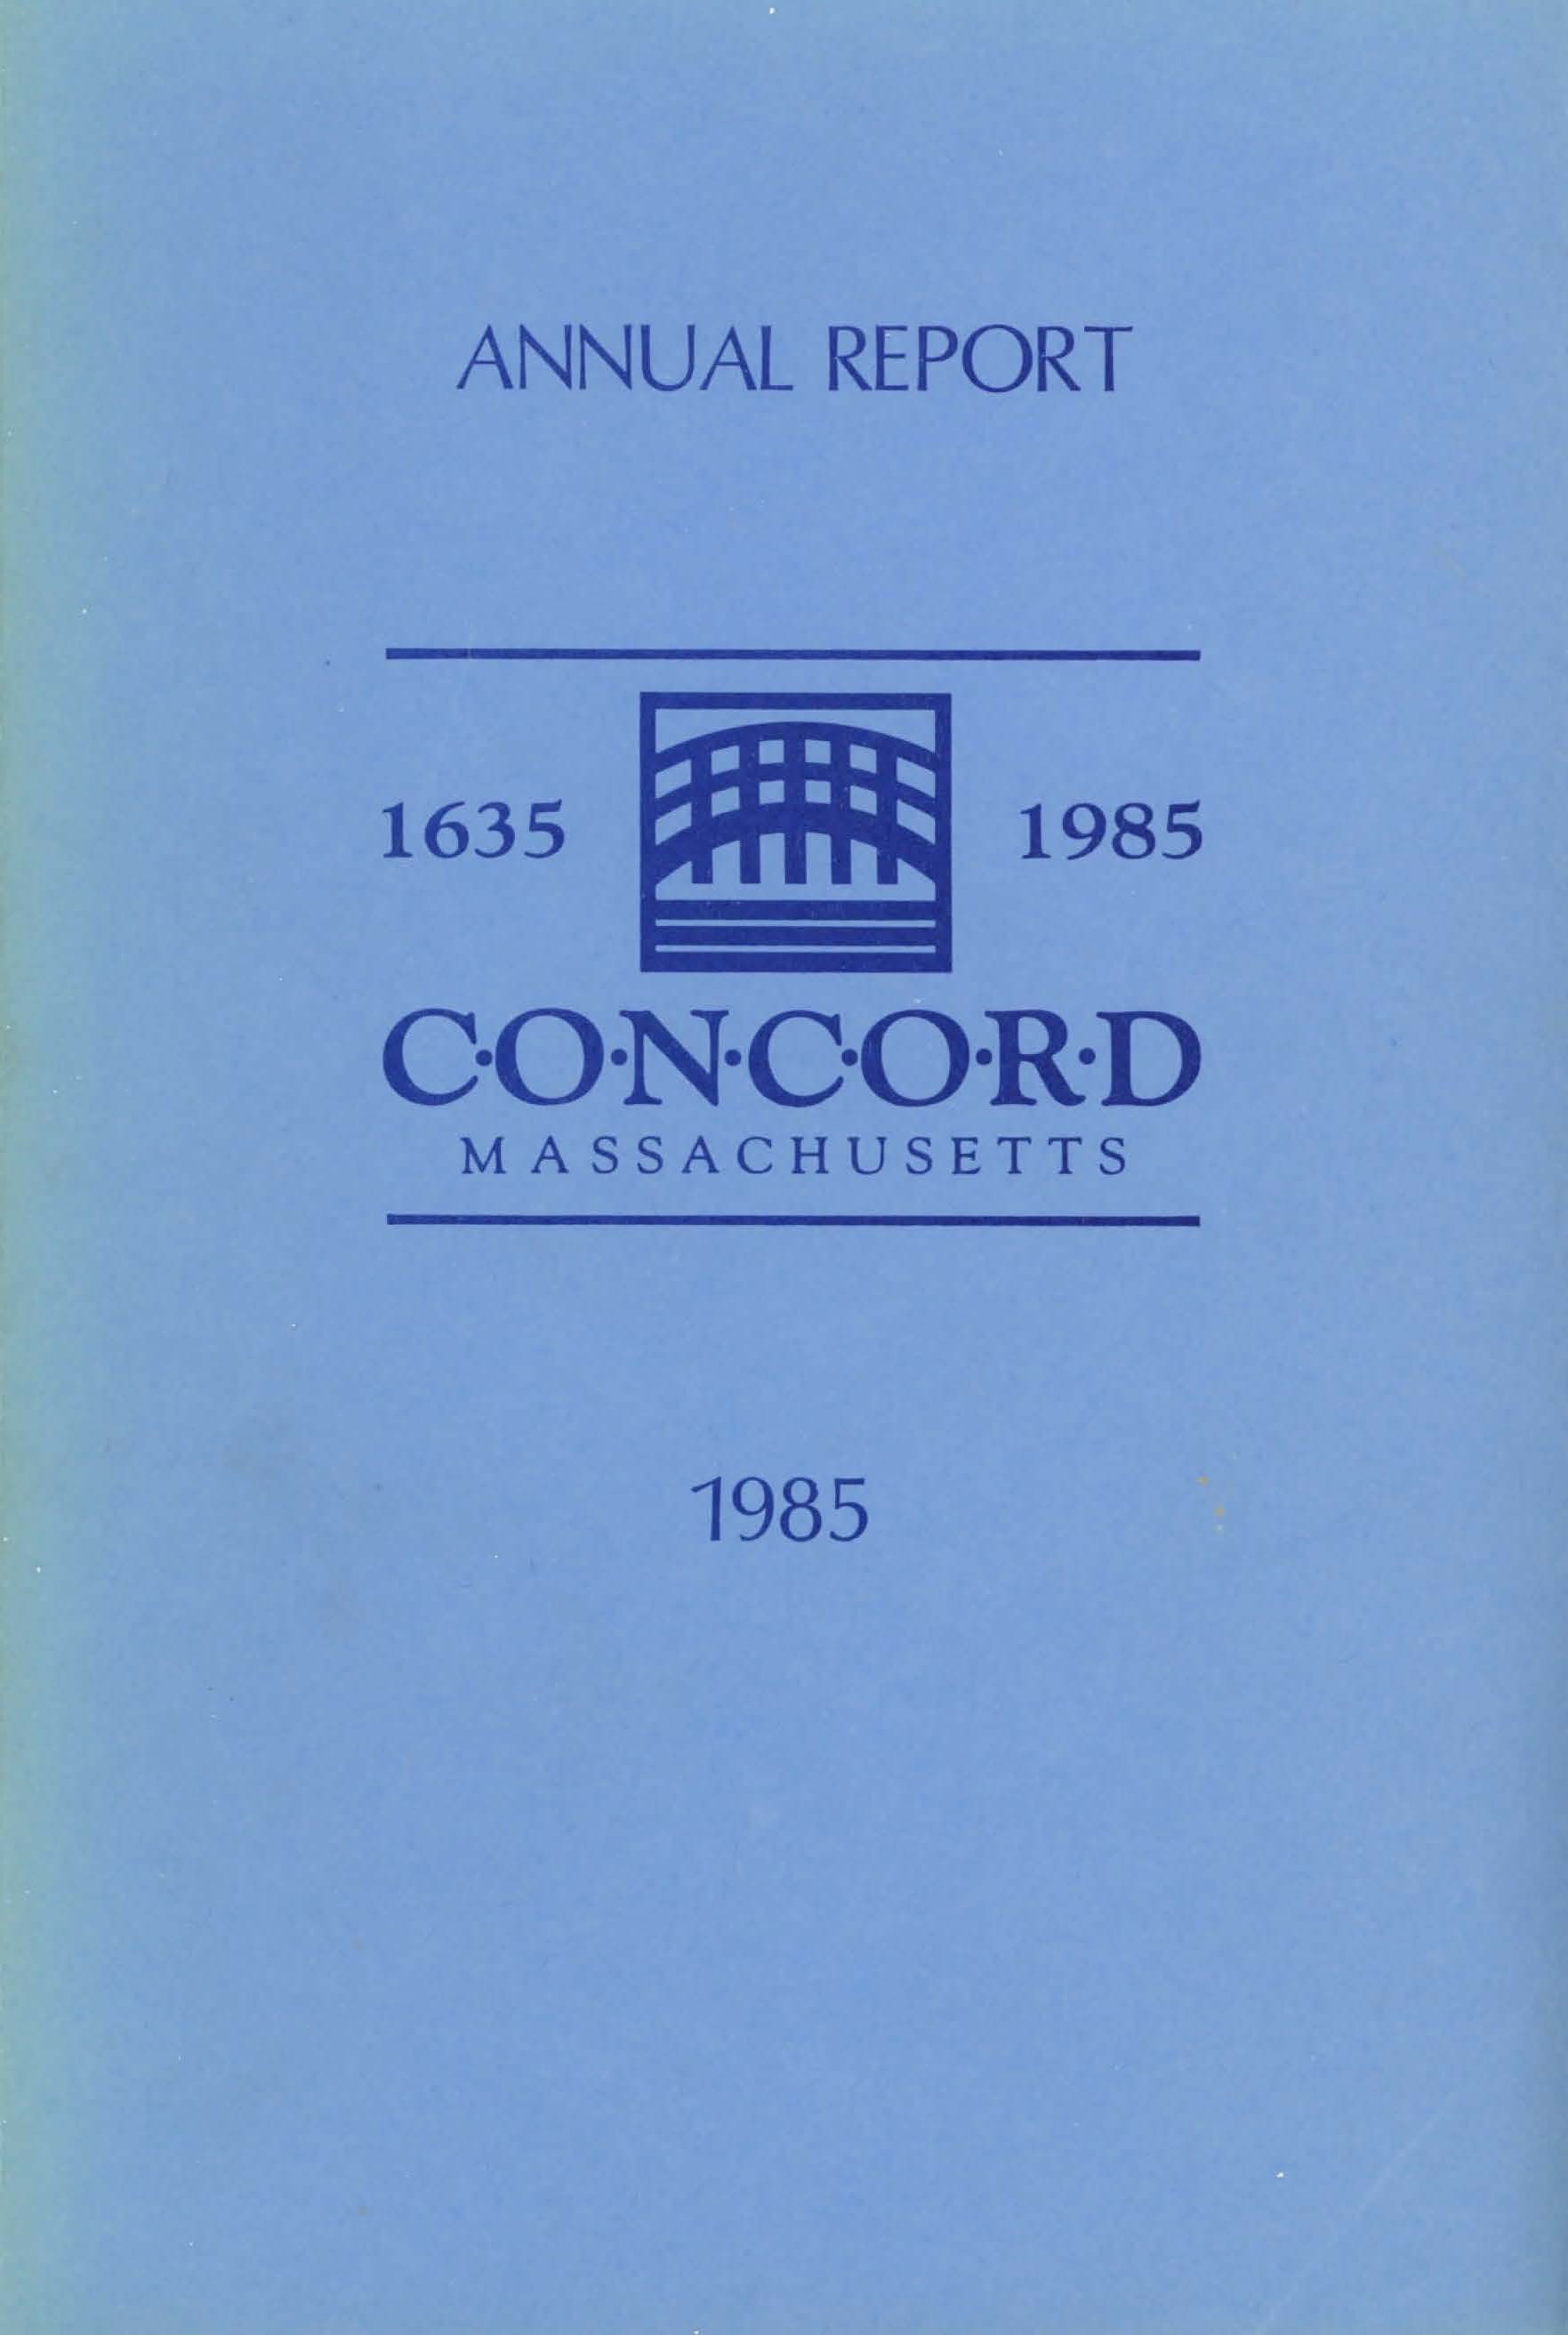 ANNUAL REPORT
1635 1985
C·O·N·C·O·R·D
MASSACHUSETTS
1985